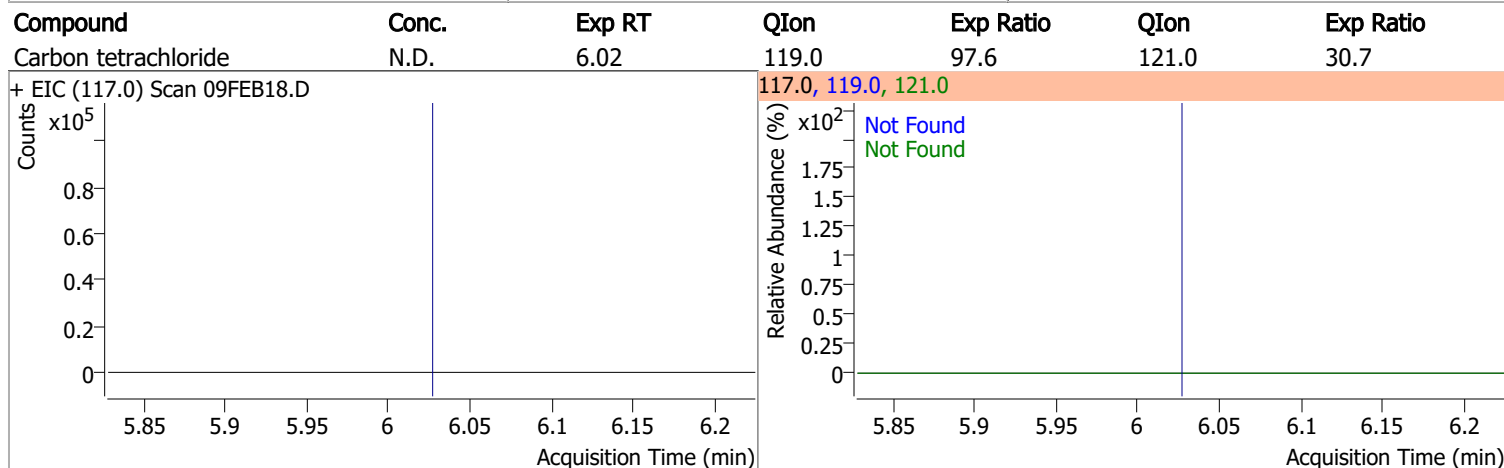 Compound Conc. Exp RT QIon Exp Ratio QIon Exp Ratio
Carbon tetrachloride N.D. 6.02 119.0 97.6 121.0 30.7
+ EIC (117.0) Scan 09FEB18.D
Counts
x10^5
0.8
0.6
0.4
0.2
0
5.85 5.9 5.95 6 6.05 6.1 6.15 6.2
Acquisition Time (min)
117.0, 119.0, 121.0
Relative Abundance (%)
x10^2
Not Found
Not Found
1.75
1.5
1.25
1
0.75
0.5
0.25
0
5.85 5.9 5.95 6 6.05 6.1 6.15 6.2
Acquisition Time (min)